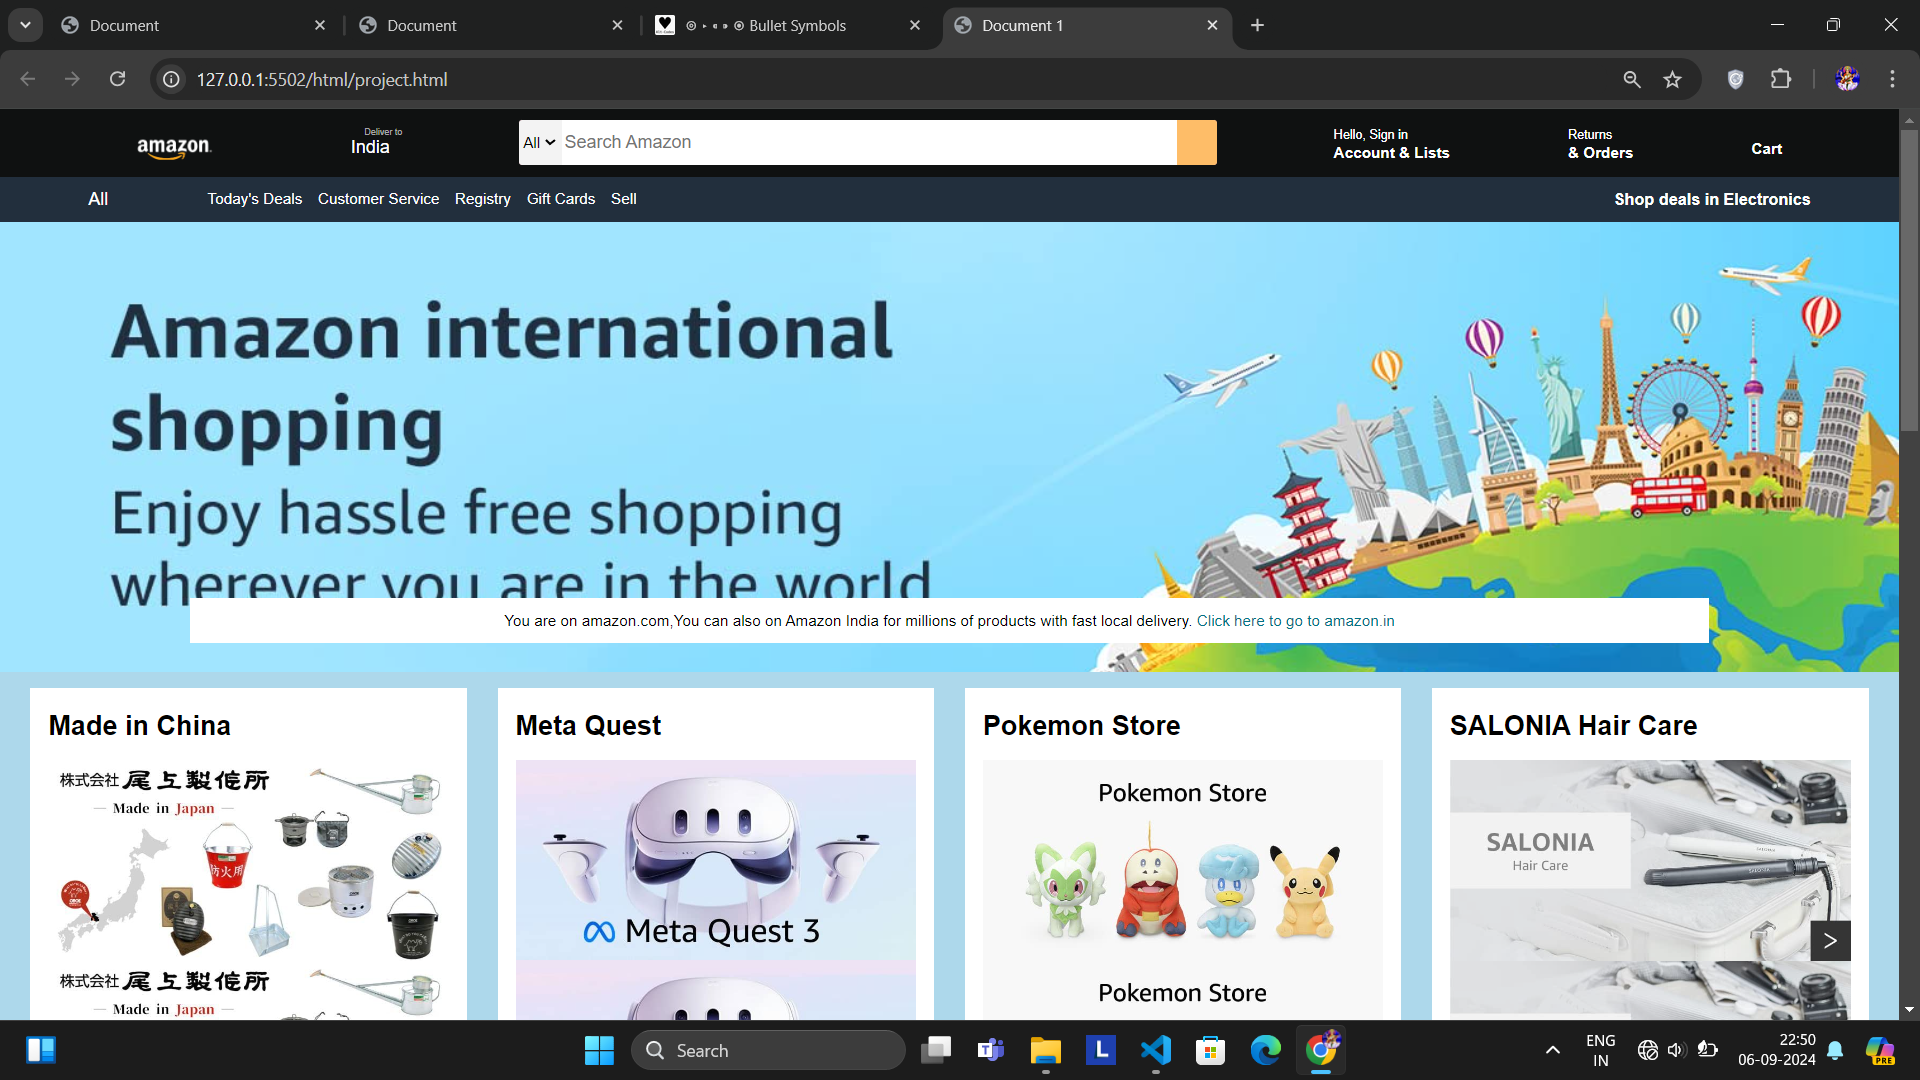 Document
Document
⊚ ‣ ⁌ ⁍ ⦿ Bullet Symbols
Document 1
127.0.0.1:5502/html/project.html
amazon
Deliver to
India
All
Search Amazon
Hello, Sign in
Account & Lists
Returns
& Orders
Cart
All
Today's Deals
Customer Service
Registry
Gift Cards
Sell
Shop deals in Electronics
Amazon international
shopping
Enjoy hassle free shopping
wherever you are in the world
You are on amazon.com,You can also on Amazon India for millions of products with fast local delivery. Click here to go to amazon.in
Made in China
Meta Quest
Pokemon Store
SALONIA Hair Care
株式会社 尾上製作所
Made in Japan
防火用
株式会社 尾上製作所
Made in Japan
Meta Quest 3
Pokemon Store
Pokemon Store
SALONIA
Hair Care
>
Search
L
ENG
IN
22:50
06-09-2024
PRE